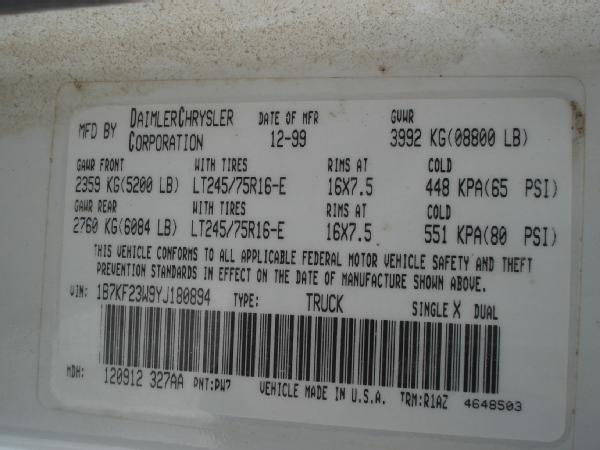 MFD BY DAIMLERCHRYSLER CORPORATION DATE OF MFR 12-99 GVWR 3992 KG(08800 LB)
GAWR FRONT WITH TIRES RIMS AT COLD
2359 KG(5200 LB) LT245/75R16-E 16X7.5 448 KPA(65 PSI)
GAWR REAR WITH TIRES RIMS AT COLD
2760 KG(6084 LB) LT245/75R16-E 16X7.5 551 KPA(80 PSI)
THIS VEHICLE CONFORMS TO ALL APPLICABLE FEDERAL MOTOR VEHICLE SAFETY AND THEFT
PREVENTION STANDARDS IN EFFECT ON THE DATE OF MANUFACTURE SHOWN ABOVE.
VIN: 1B7KF23W9YJ180894 TYPE: TRUCK SINGLE X DUAL
MDH: 120912 327AA PNT:PW7 VEHICLE MADE IN U.S.A. TRM:R1AZ 4648503